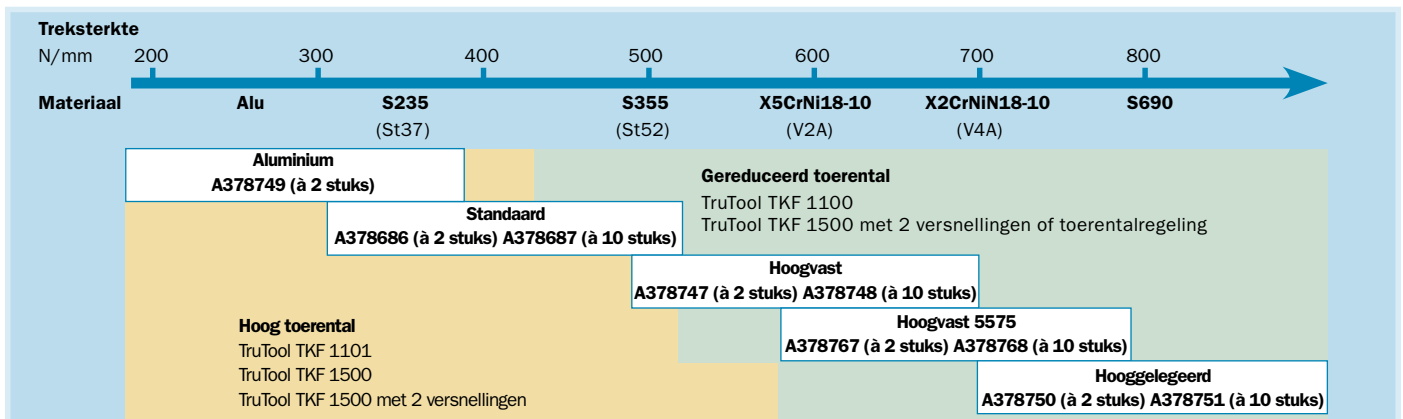 Treksterkte
N/mm 200 300 400 500 600 700 800
Materiaal Alu S235 S355 X5CrNi18-10 X2CrNiN18-10 S690
(St37) (St52) (V2A) (V4A)
Aluminium
A378749 (à 2 stuks)
Gereduceerd toerental
TruTool TKF 1100
TruTool TKF 1500 met 2 versnellingen of toerentalregeling
Standaard
A378686 (à 2 stuks) A378687 (à 10 stuks)
Hoogvast
A378747 (à 2 stuks) A378748 (à 10 stuks)
Hoogvast 5575
A378767 (à 2 stuks) A378768 (à 10 stuks)
Hoog toerental
TruTool TKF 1101
TruTool TKF 1500
TruTool TKF 1500 met 2 versnellingen
Hooggelegeerd
A378750 (à 2 stuks) A378751 (à 10 stuks)